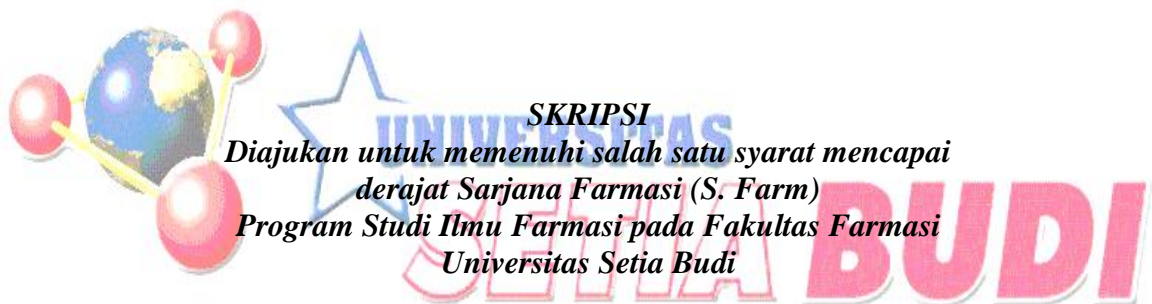 SKRIPSI
Diajukan untuk memenuhi salah satu syarat mencapai
derajat Sarjana Farmasi (S. Farm)
Program Studi Ilmu Farmasi pada Fakultas Farmasi
Universitas Setia Budi
UNIVERSITAS
SETIA BUDI